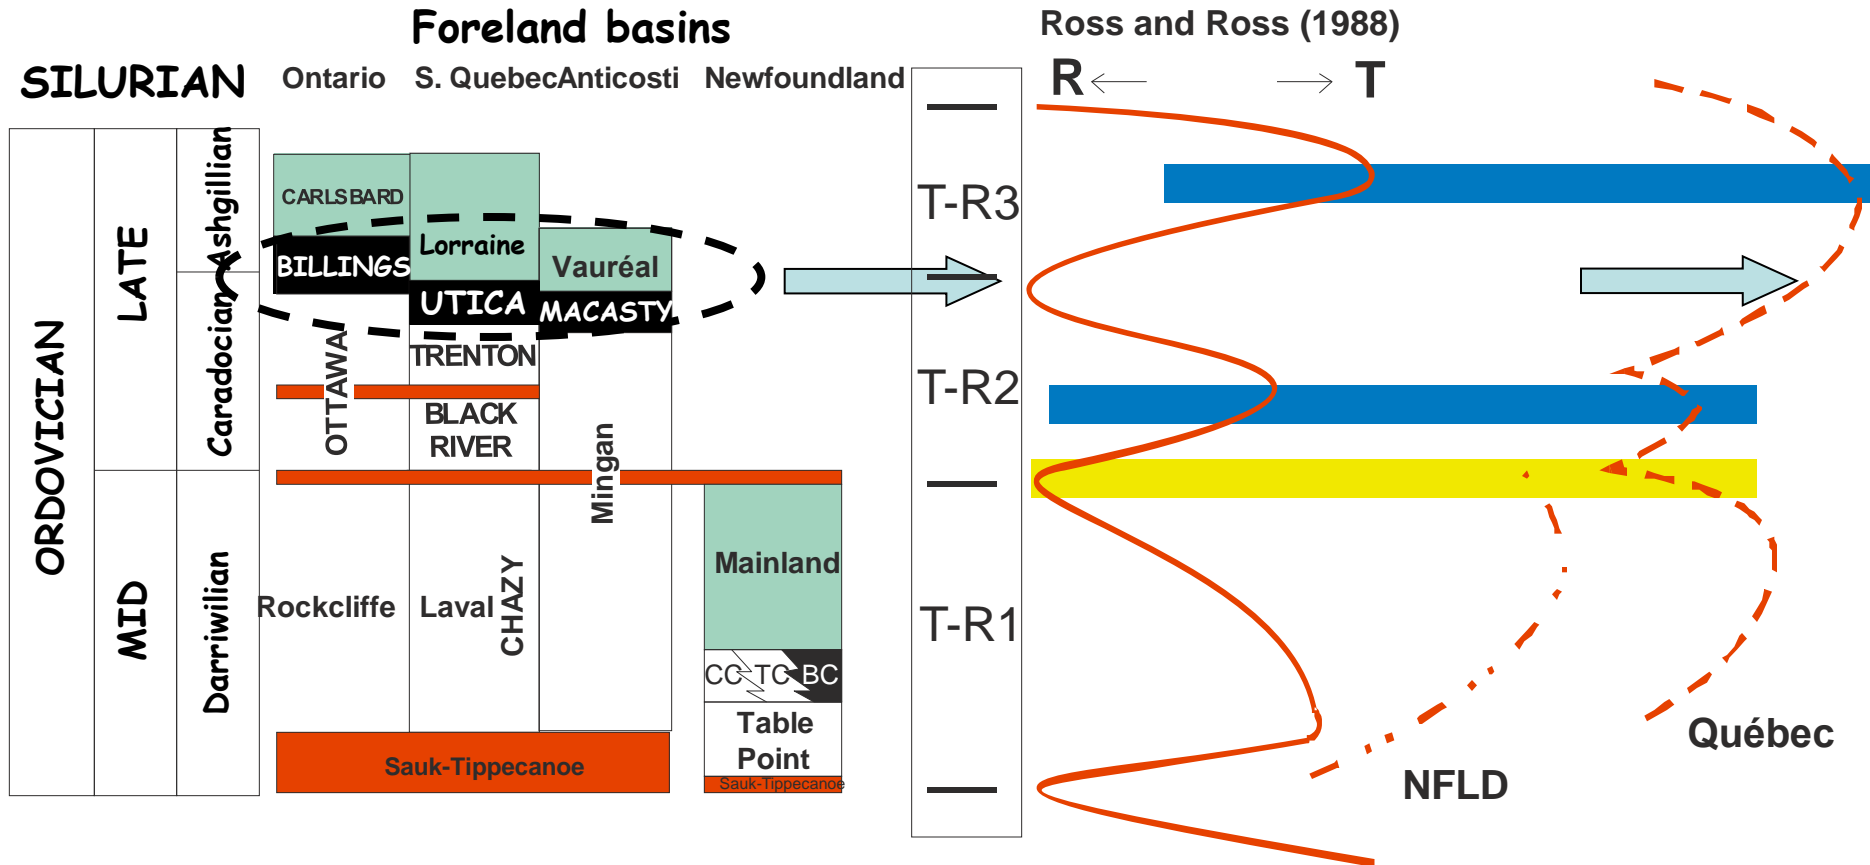 Foreland basins
Ross and Ross (1988)
SILURIAN
Ontario
S. Quebec
Anticosti
Newfoundland
R
T
ORDOVICIAN
LATE
MID
Ashgillian
Caradocian
Darriwilian
CARLSBARD
BILLINGS
OTTAWA
Rockcliffe
Lorraine
UTICA
TRENTON
BLACK
RIVER
Laval
CHAZY
Vauréal
MACASTY
Mingan
Mainland
CC
TC
BC
Table
Point
Sauk-Tippecanoe
Sauk-Tippecanoe
T-R3
T-R2
T-R1
Québec
NFLD